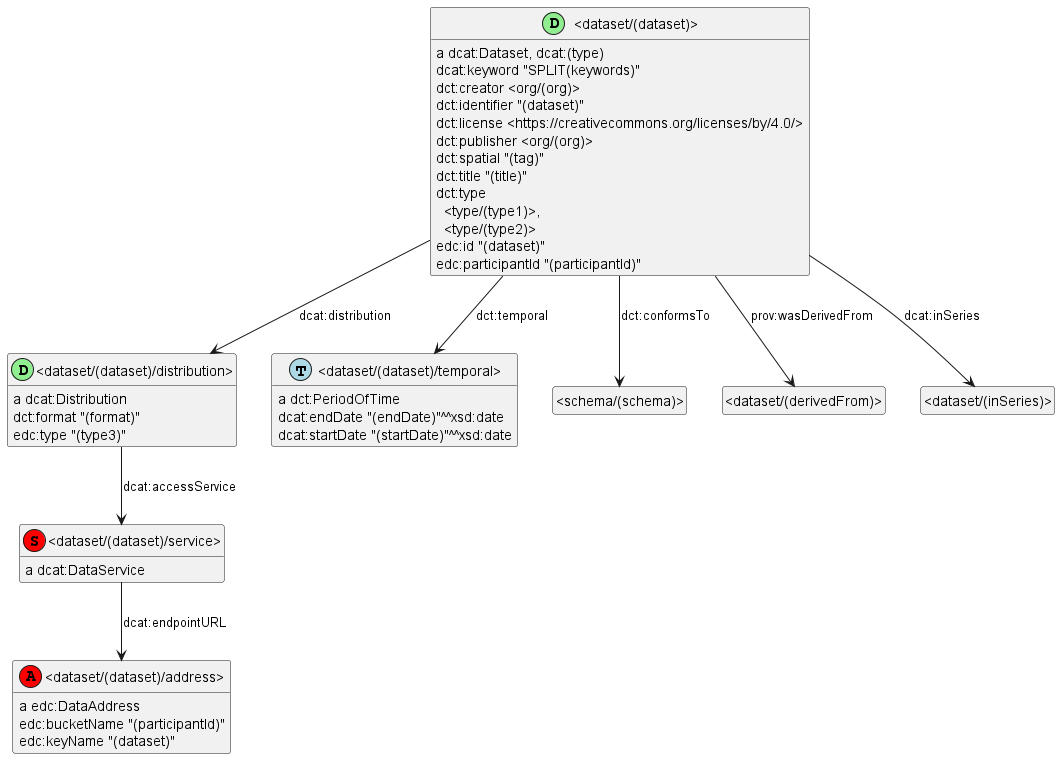 D <dataset/(dataset)>
a dcat:Dataset, dcat:(type)
dcat:keyword "SPLIT(keywords)"
dct:creator <org/(org)>
dct:identifier "(dataset)"
dct:license <https://creativecommons.org/licenses/by/4.0/>
dct:publisher <org/(org)>
dct:spatial "(tag)"
dct:title "(title)"
dct:type
<type/(type1)>,
<type/(type2)>
edc:id "(dataset)"
edc:participantId "(participantId)"
dcat:distribution
dct:temporal
dct:conformsTo
prov:wasDerivedFrom
dcat:inSeries
D <dataset/(dataset)/distribution>
a dcat:Distribution
dct:format "(format)"
edc:type "(type3)"
T <dataset/(dataset)/temporal>
a dct:PeriodOfTime
dcat:endDate "(endDate)"^^xsd:date
dcat:startDate "(startDate)"^^xsd:date
<schema/(schema)>
<dataset/(derivedFrom)>
<dataset/(inSeries)>
dcat:accessService
S <dataset/(dataset)/service>
a dcat:DataService
dcat:endpointURL
A <dataset/(dataset)/address>
a edc:DataAddress
edc:bucketName "(participantId)"
edc:keyName "(dataset)"